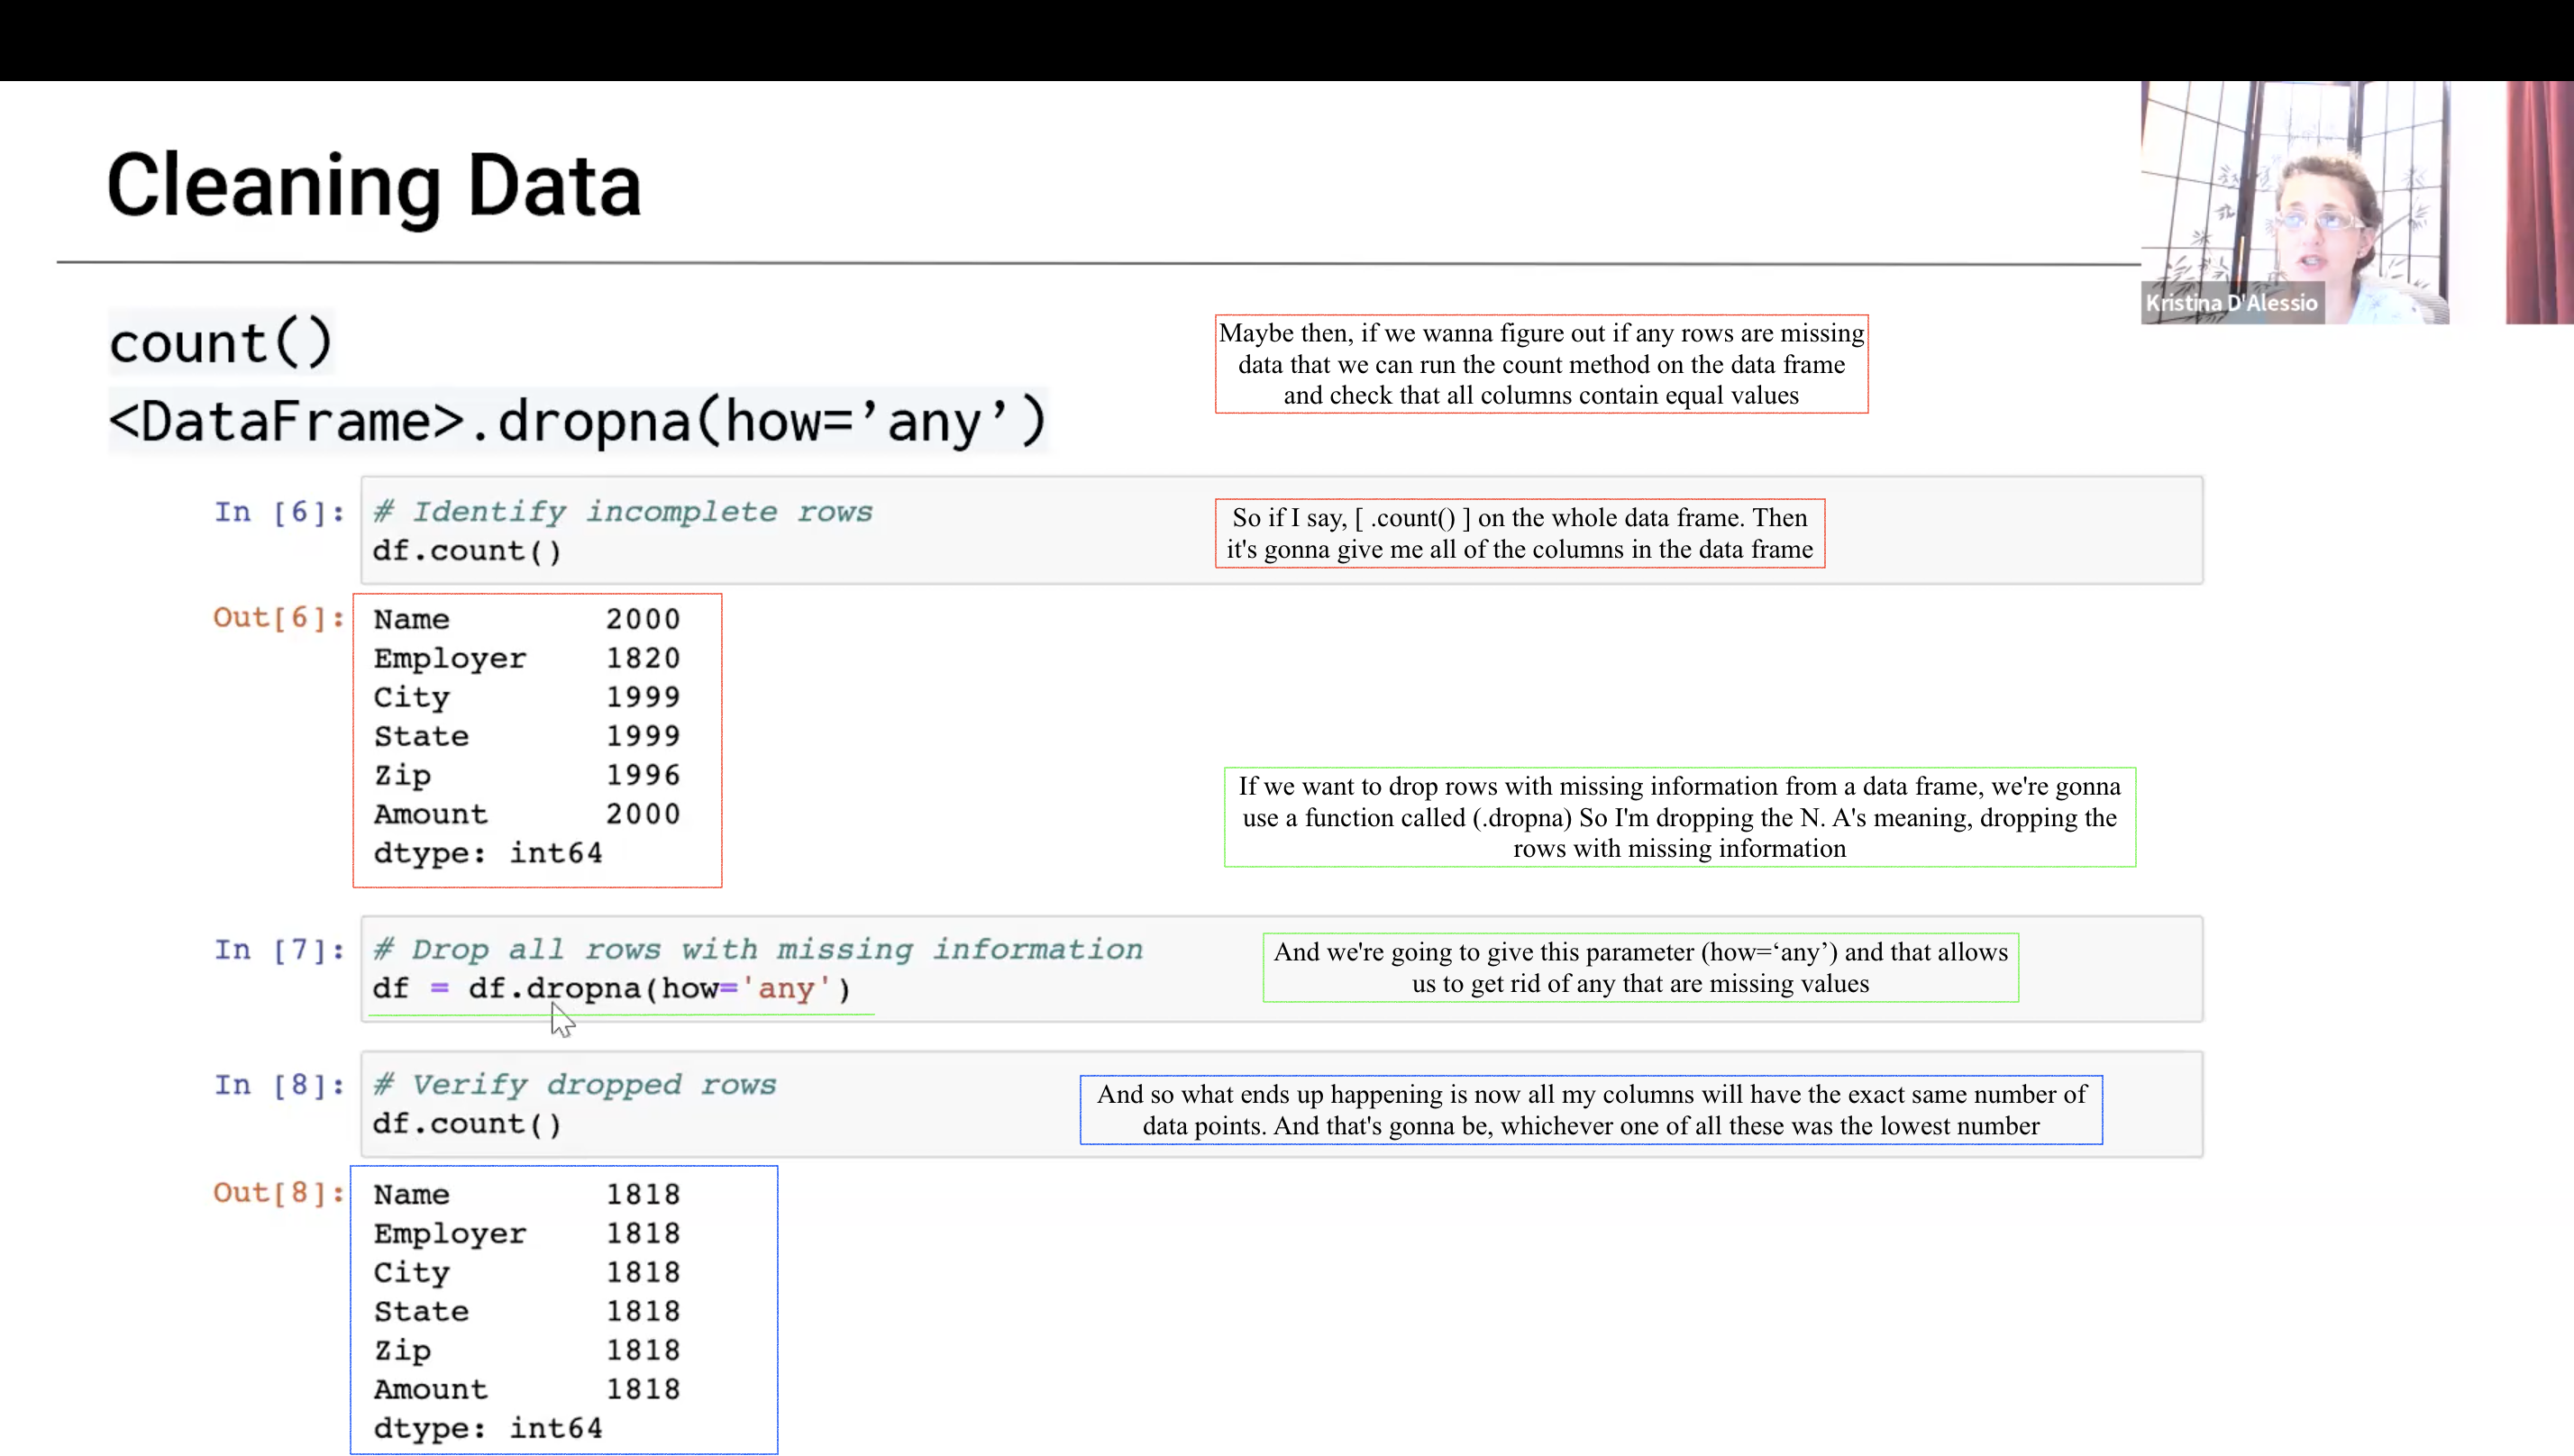 Cleaning Data
Kristina D'Alessio
count()
<DataFrame>.dropna(how=’any’)
Maybe then, if we wanna figure out if any rows are missing
data that we can run the count method on the data frame
and check that all columns contain equal values
In [6]: # Identify incomplete rows
df.count()
So if I say, [ .count() ] on the whole data frame. Then
it's gonna give me all of the columns in the data frame
Out[6]: Name 2000
Employer 1820
City 1999
State 1999
Zip 1996
Amount 2000
dtype: int64
If we want to drop rows with missing information from a data frame, we're gonna
use a function called (.dropna) So I'm dropping the N. A's meaning, dropping the
rows with missing information
In [7]: # Drop all rows with missing information
df = df.dropna(how='any')
And we're going to give this parameter (how=‘any’) and that allows
us to get rid of any that are missing values
In [8]: # Verify dropped rows
df.count()
And so what ends up happening is now all my columns will have the exact same number of
data points. And that's gonna be, whichever one of all these was the lowest number
Out[8]: Name 1818
Employer 1818
City 1818
State 1818
Zip 1818
Amount 1818
dtype: int64